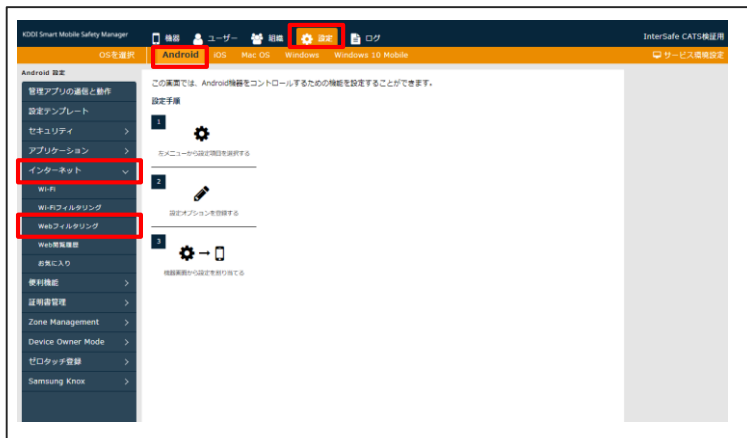 KDDI Smart Mobile Safety Manager
機器 ユーザー 組織 設定 ログ
InterSafe CATS検証用
OSを選択
Android iOS Mac OS Windows Windows 10 Mobile
サービス環境設定
Android 設定
管理アプリの通信と動作
設定テンプレート
セキュリティ
アプリケーション
インターネット
Wi-Fi
Wi-Fiフィルタリング
Webフィルタリング
Web閲覧履歴
お気に入り
便利機能
証明書管理
Zone Management
Device Owner Mode
ゼロタッチ登録
Samsung Knox
この画面では、Android機器をコントロールするための機能を設定することができます。
設定手順
1
左メニューから設定項目を選択する
2
設定オプションを登録する
3
機器画面から設定を割り当てる